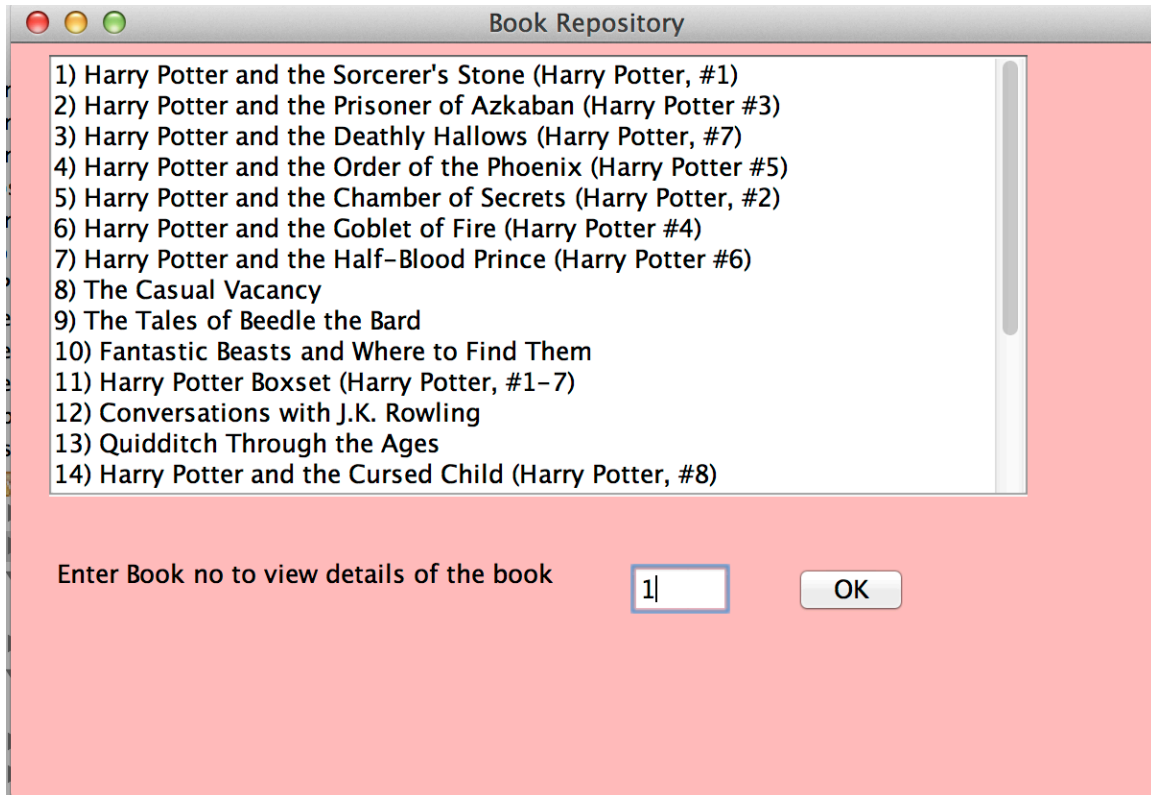 Book Repository
1) Harry Potter and the Sorcerer's Stone (Harry Potter, #1)
2) Harry Potter and the Prisoner of Azkaban (Harry Potter #3)
3) Harry Potter and the Deathly Hallows (Harry Potter, #7)
4) Harry Potter and the Order of the Phoenix (Harry Potter #5)
5) Harry Potter and the Chamber of Secrets (Harry Potter, #2)
6) Harry Potter and the Goblet of Fire (Harry Potter #4)
7) Harry Potter and the Half-Blood Prince (Harry Potter #6)
8) The Casual Vacancy
9) The Tales of Beedle the Bard
10) Fantastic Beasts and Where to Find Them
11) Harry Potter Boxset (Harry Potter, #1-7)
12) Conversations with J.K. Rowling
13) Quidditch Through the Ages
14) Harry Potter and the Cursed Child (Harry Potter, #8)
Enter Book no to view details of the book
1
OK